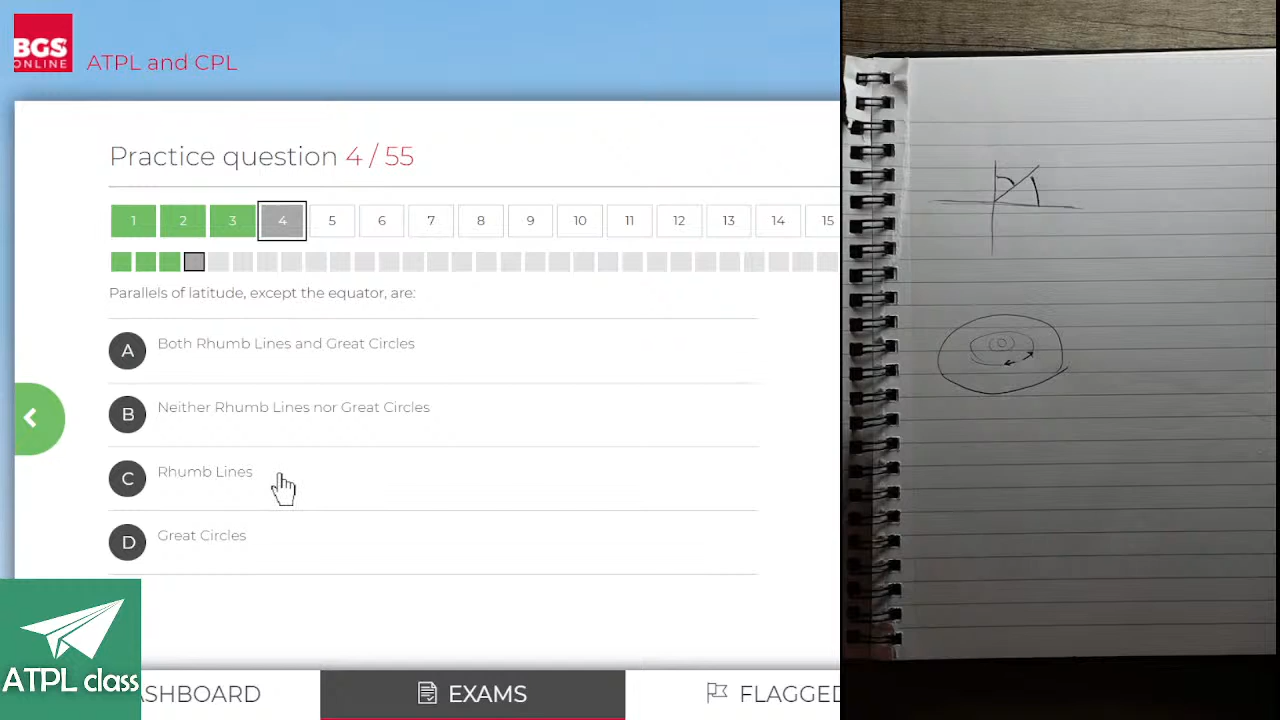 BGS
ONLINE
ATPL and CPL
Practice question 4 / 55
1 2 3 4 5 6 7 8 9 10 11 12 13 14 15
Parallels of latitude, except the equator, are:
A Both Rhumb Lines and Great Circles
B Neither Rhumb Lines nor Great Circles
C Rhumb Lines
D Great Circles
ATPL class
ASHBOARD
EXAMS
FLAGGED